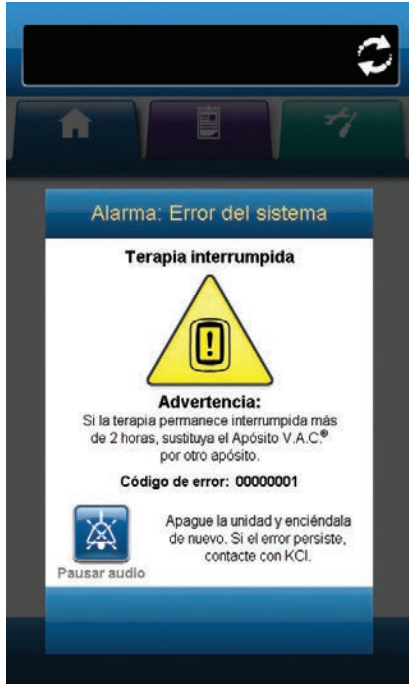 Alarma: Error del sistema
Terapia interrumpida
!
Advertencia:
Si la terapia permanece interrumpida más
de 2 horas, sustituya el Apósito V.A.C.®
por otro apósito.
Código de error: 00000001
Apague la unidad y enciéndala
de nuevo. Si el error persiste,
contacte con KCI.
Pausar audio